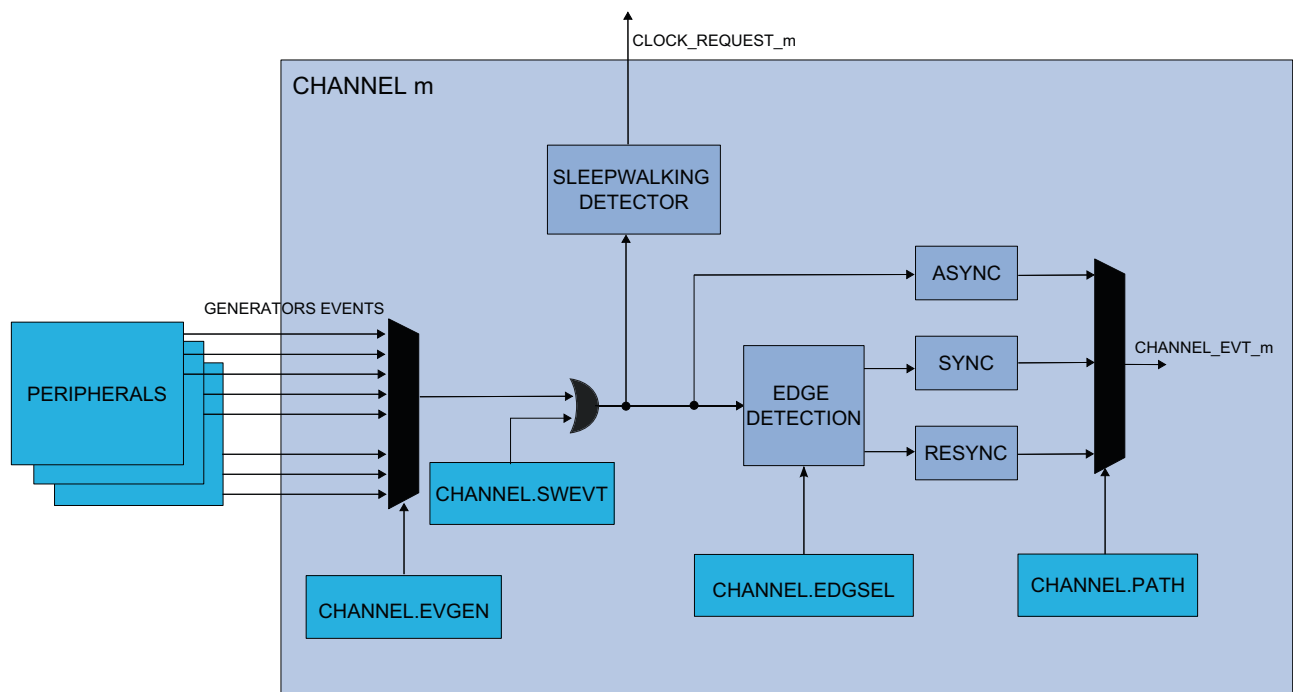 CLOCK_REQUEST_m
CHANNEL m
SLEEPWALKING
DETECTOR
GENERATORS EVENTS
PERIPHERALS
ASYNC
CHANNEL_EVT_m
EDGE
DETECTION
SYNC
RESYNC
CHANNEL.SWEVT
CHANNEL.EVGEN
CHANNEL.EDGSEL
CHANNEL.PATH